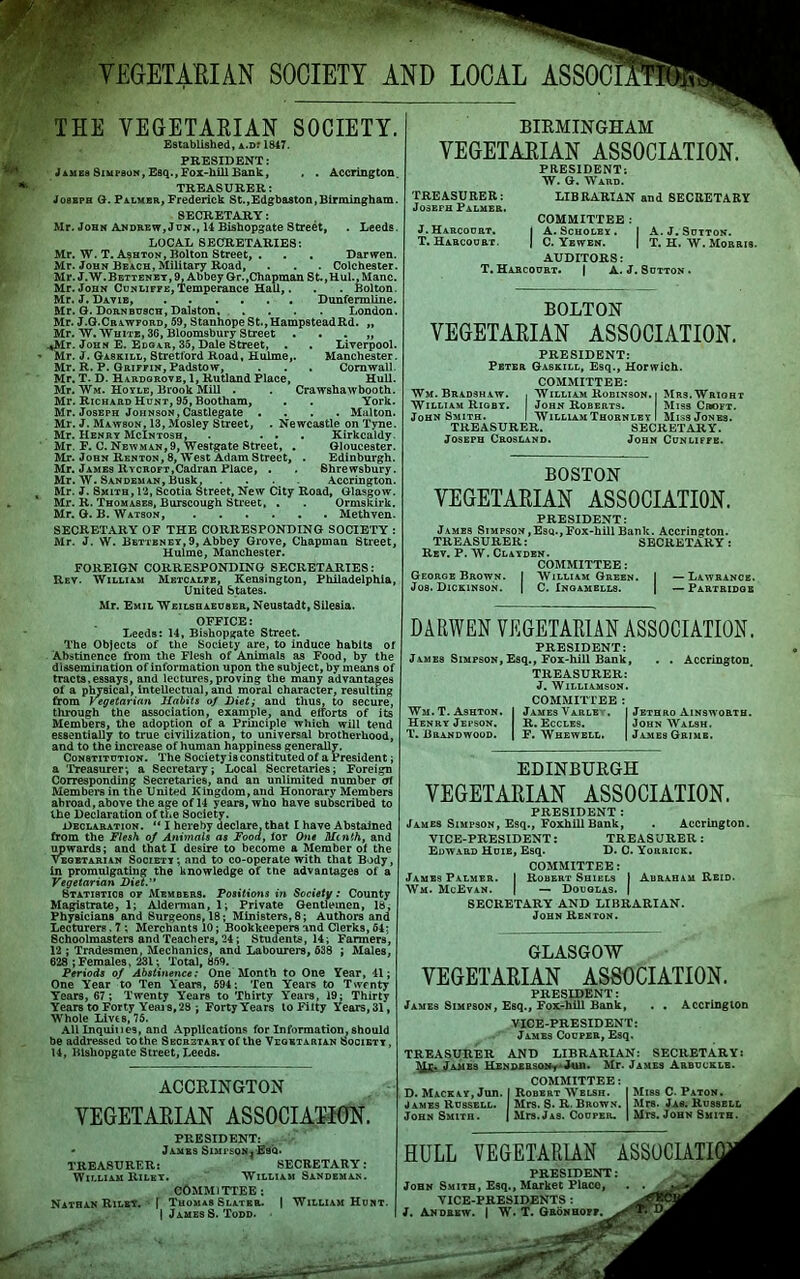 VEGETARIAN SOCIETY AND LOCAL
THE VEGETARIAN SOCIETY.
Established, A.D. 1847.
PRESIDENT:
JAMES SIMPSON, Esq., Fox-hill Bank, . . Accrington.
TREASURER:
JOSEPH G. PALMER, Frederick St., Edgbaston, Birmingham.
SECRETARY:
Mr. JOHN ANDREW, JUN., 14 Bishopgate Street, . Leeds.
LOCAL SECRETARIES:
Mr. W. T. ASHTON, Bolton Street, . . . Darwen.
Mr. JOHN BEACH, Military Road, . . . Colchester.
Mr. J. W. BETTENEY, 9, Abbey Gr., Chapman St., Hul., Manc.
Mr. JOHN CUNLIFFE, Temperance Hall, . . . Bolton.
Mr. J. DAVIE, . . . . . . Dunfermline.
Mr. G. DORNBUSCH, Dalston, . . . . London.
Mr. J. G. CRAWFORD, 59, Stanhope St., Hampstead Rd. „
Mr. W. WHITE, 36, Bloomsbury Street . . . . „
Mr. JOHN E. EDGAR, 35, Dale Street, . . Liverpool.
Mr. J. GASKILL, Stretford Road, Hulme, . Manchester.
Mr. R. P. GRIFFIN, Padstow, . . . Cornwall.
Mr. T. D. HARDGROVE, 1, Rutland Place, Hull.
Mr. WM. HOYLE, Brook Mill . . Crawshawbooth.
Mr. RICHARD HUNT, 95, Bootham, . . York.
Mr. JOSEPH JOHNSON, Castlegate . . . . Malton.
Mr. J. MAWSON, 13, Mosley Street, . Newcastle on Tyne.
Mr. HENRY MCINTOSH, . . . Kirkcaldy.
Mr. F. C. NEWMAN, 9, Westgate Street, . Gloucester.
Mr. JOHN RENTON, 8, West Adam Street, . Edinburgh.
Mr. JAMES RYCROFT, Cadran Place, . . Shrewsbury.
Mr. W. SANDEMAN, Busk, . . . . Accrington.
Mr. J. SMITH, 12, Scotia Street, New City Road, Glasgow.
Mr. R. THOMASES, Burscough Street, . . Ormskirk.
Mr. G. B. WATSON, . . . . . . Methven.
SECRETARY OF THE CORRESPONDING SOCIETY:
Mr. J. W. BETTENEY, 9, Abbey Grove, Chapman Street,
Hulme, Manchester.
FOREIGN CORRESPONDING SECRETARIES:
REV. WILLIAM METCALFE, Kensington, Philadelphia,
United States.
Mr. EMIL WEILSHAEUSER, Neustadt, Silesia.
OFFICE:
Leeds: 14, Bishopgate Street.
The Objects of the Society are, to induce habits of
Abstinence from the Flesh of Animals as Food, by the
dissemination of information upon the subject, by means of
tracts, essays, and lectures, proving the many advantages
of a physical, intellectual, and moral character, resulting
from Vegetarian Habits of Diet; and thus, to secure,
through the association, example, and efforts of its
Members, the adoption of a Principle which will tend
essentially to true civilization, to universal brotherhood,
and to the increase of human happiness generally.
CONSTITUTION. The Society is constituted of a President;
a Treasurer; a Secretary; Local Secretaries; Foreign
Corresponding Secretaries, and an unlimited number of
Members in the United Kingdom, and Honorary Members
abroad, above the age of 14 years, who have subscribed to
the Declaration of the Society.
DECLARATION. "I hereby declare, that I have Abstained
from the Flesh of Animals as Food, for One Month, and
upwards; and that I desire to become a Member of the
VEGETARIAN SOCIETY; and to co-operate with that Body,
in promulgating the knowledge of the advantages of a
Vegetarian Diet."
STATISTICS OF MEMBERS. Positions in Society: County
Magistrate, 1; Alderman, 1; Private Gentlemen, 18,
Physicians and Surgeons, 18; Ministers, 8; Authors and
Lecturers, 7; Merchants 10; Bookkeepers and Clerks, 54;
Schoolmasters and Teachers, 24; Students, 14; Farmers,
12; Tradesmen, Mechanics, and Labourers, 638; Males,
628; Females, 231; Total, 859.
Periods of Abstinence: One Month to One Year, 41;
One Year to Ten Years, 594; Ten Years to Twenty
Years, 67; Twenty Years to Thirty Years, 19; Thirty
Years to Forty Years, 28; Forty Years to Fifty Years, 31,
Whole Lives, 75.
All Inquiries, and Applications for Information, should
be addressed to the SECRETARY of the VEGETARIAN SOCIETY,
14, Bishopgate Street, Leeds.
ACCRINGTON
VEGETARIAN ASSOCIATION.
PRESIDENT:
JAMES SIMPSON, ESQ.
TREASURER: SECRETARY:
WILLIAM RILEY. WILLIAM SANDEMAN.
COMMITTEE:
NATHAN RILEY. | THOMAS SLATER. | WILLIAM HUNT.
| JAMES S. TODD.
BIRMINGHAM
VEGETARIAN ASSOCIATION.
PRESIDENT:
W. G. WARD.
TREASURER: LIBRARIAN and SECRETARY
JOSEPH PALMER.
COMMITTEE:
J. HARCOURT. | A. SCHOLEY. | A. J. SUTTON.
T. HARCOURT. | C. YEWEN. | T. H. W. MORRIS.
AUDITORS:
T. HARCOURT. | A. J. SUTTON.
BOLTON
VEGETARIAN ASSOCIATION.
PRESIDENT:
PETER GASKILL, Esq., Horwich.
COMMITTEE:
WM. BRADSHAW. | WILLIAM ROBINSON. | MRS. WRIGHT
WILLIAM RIGBY. | JOHN ROBERTS. | MISS CROFT.
JOHN SMITH. | WILLIAM THORNLEY | MISS JONES.
TREASURER. SECRETARY.
JOSEPH CROSLAND. JOHN CUNLIFFE.
BOSTON
VEGETARIAN ASSOCIATION.
PRESIDENT:
JAMES SIMPSON, ESQ., Fox-hill Bank. Accrington.
TREASURER: SECRETARY:
REV. P. W. CLAYDEN.
COMMITTEE:
GEORGE BROWN. | WILLIAM GREEN. | — LAWRANCE.
JOS. DICKINSON. | C. INGAMELLS. | — PARTRIDGE
DARWEN VEGETARIAN ASSOCIATION.
PRESIDENT:
JAMES SIMPSON, Esq., Fox-hill Bank, . . Accrington.
TREASURER:
J. WILLIAMSON.
COMMITTEE:
WM. T. ASHTON. | JAMES VARLEY. | JETHRO AINSWORTH.
HENRY JEPSON. | R. ECCLES. | JOHN WALSH.
T. BRANDWOOD. | F. WHEWELL. | JAMES GRIME.
EDINBURGH
VEGETARIAN ASSOCIATION.
PRESIDENT:
JAMES SIMPSON, Esq., Foxhill Bank, . Accrington.
VICE-PRESIDENT: TREASURER:
EDWARD HUIE, Esq. D. C. YORRICK.
COMMITTEE:
JAMES PALMER. | ROBERT SHIELS | ABRAHAM REID.
WM. MCEVAN. | — DOUGLAS. |
SECRETARY AND LIBRARIAN.
JOHN RENTON.
GLASGOW
VEGETARIAN ASSOCIATION.
PRESIDENT:
JAMES SIMPSON, Esq., Fox-hill Bank, . . Accrington
VICE-PRESIDENT:
JAMES COUPER, Esq.
TREASURER AND LIBRARIAN: SECRETARY:
Mr. JAMES HENDERSON, Jun. Mr. JAMES ARBUCKLE.
COMMITTEE:
D. MACKAY, Jun. | ROBERT WELSH. | Miss C. PATON.
JAMES RUSSELL. | Mrs. S. R. BROWN. | Mrs. JAS. RUSSELL
JOHN SMITH. | Mrs. JAS. COUPER. | Mrs. JOHN SMITH.
HULL VEGETARIAN
PRESIDENT:
JOHN SMITH, Esq., Market Place, . .
VICE-PRESIDENTS:
J. ANDREW. | W. T. GRÖNHOFF.